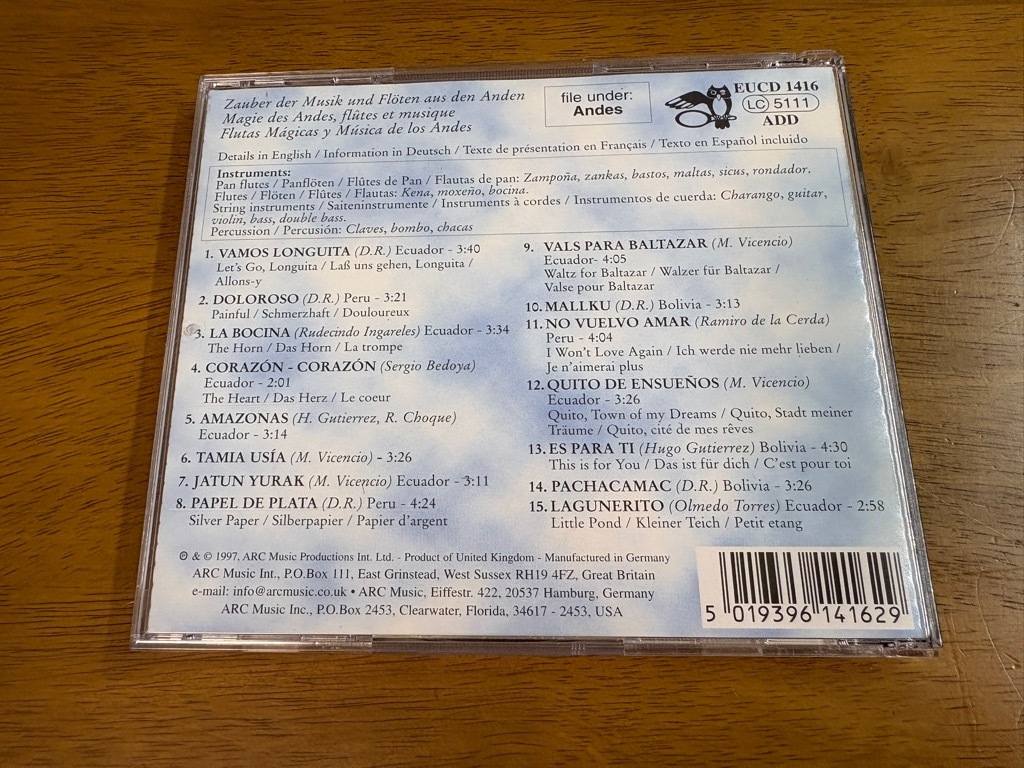 Zauber der Musik und Flöten aus den Anden
Magie des Andes, flûtes et musique
Flutas Mágicas y Música de los Andes
file under:
Andes
EUCD 1416
LC 5111
ADD
Details in English / Information in Deutsch / Texte de présentation en Français / Texto en Español incluido
Instruments:
Pan flutes / Panflöten / Flûtes de Pan / Flautas de pan: Zampoña, zankas, bastos, maltas, sicus, rondador.
Flutes / Flöten / Flûtes / Flautas: Kena, moxeño, bocina.
String instruments / Saiteninstrumente / Instruments à cordes / Instrumentos de cuerda: Charango, guitar,
violin, bass, double bass.
Percussion / Percusión: Claves, bombo, chacas
1. VAMOS LONGUITA (D.R.) Ecuador - 3:40
Let's Go, Longuita / Laß uns gehen, Longuita /
Allons-y
2. DOLOROSO (D.R.) Peru - 3:21
Painful / Schmerzhaft / Douloureux
3. LA BOCINA (Rudecindo Ingareles) Ecuador - 3:34
The Horn / Das Horn / La trompe
4. CORAZÓN - CORAZÓN (Sergio Bedoya)
Ecuador - 2:01
The Heart / Das Herz / Le coeur
5. AMAZONAS (H. Gutierrez, R. Choque)
Ecuador - 3:14
6. TAMIA USÍA (M. Vicencio) - 3:26
7. JATUN YURAK (M. Vicencio) Ecuador - 3:11
8. PAPEL DE PLATA (D.R.) Peru - 4:24
Silver Paper / Silberpapier / Papier d'argent
9. VALS PARA BALTAZAR (M. Vicencio)
Ecuador- 4:05
Waltz for Baltazar / Walzer für Baltazar /
Valse pour Baltazar
10. MALLKU (D.R.) Bolivia - 3:13
11. NO VUELVO AMAR (Ramiro de la Cerda)
Peru - 4:04
I Won't Love Again / Ich werde nie mehr lieben /
Je n'aimerai plus
12. QUITO DE ENSUEÑOS (M. Vicencio)
Ecuador - 3:26
Quito, Town of my Dreams / Quito, Stadt meiner
Träume / Quito, cité de mes rêves
13. ES PARA TI (Hugo Gutierrez) Bolivia - 4:30
This is for You / Das ist für dich / C'est pour toi
14. PACHACAMAC (D.R.) Bolivia - 3:26
15. LAGUNERITO (Olmedo Torres) Ecuador - 2:58
Little Pond / Kleiner Teich / Petit etang
℗ & © 1997, ARC Music Productions Int. Ltd. - Product of United Kingdom - Manufactured in Germany
ARC Music Int., P.O.Box 111, East Grinstead, West Sussex RH19 4FZ, Great Britain
e-mail: info@arcmusic.co.uk • ARC Music, Eiffestr. 422, 20537 Hamburg, Germany
ARC Music Inc., P.O.Box 2453, Clearwater, Florida, 34617 - 2453, USA
5 019396 141629